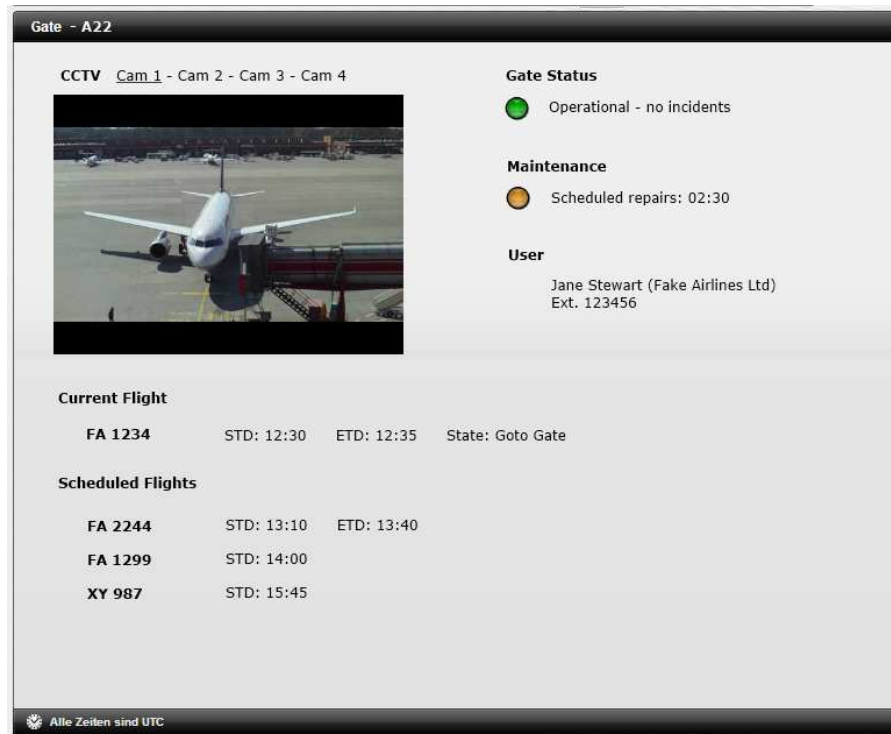 Gate - A22
CCTV Cam 1 - Cam 2 - Cam 3 - Cam 4
Gate Status
Operational - no incidents
Maintenance
Scheduled repairs: 02:30
User
Jane Stewart (Fake Airlines Ltd)
Ext. 123456
Current Flight
FA 1234 STD: 12:30 ETD: 12:35 State: Goto Gate
Scheduled Flights
FA 2244 STD: 13:10 ETD: 13:40
FA 1299 STD: 14:00
XY 987 STD: 15:45
Alle Zeiten sind UTC